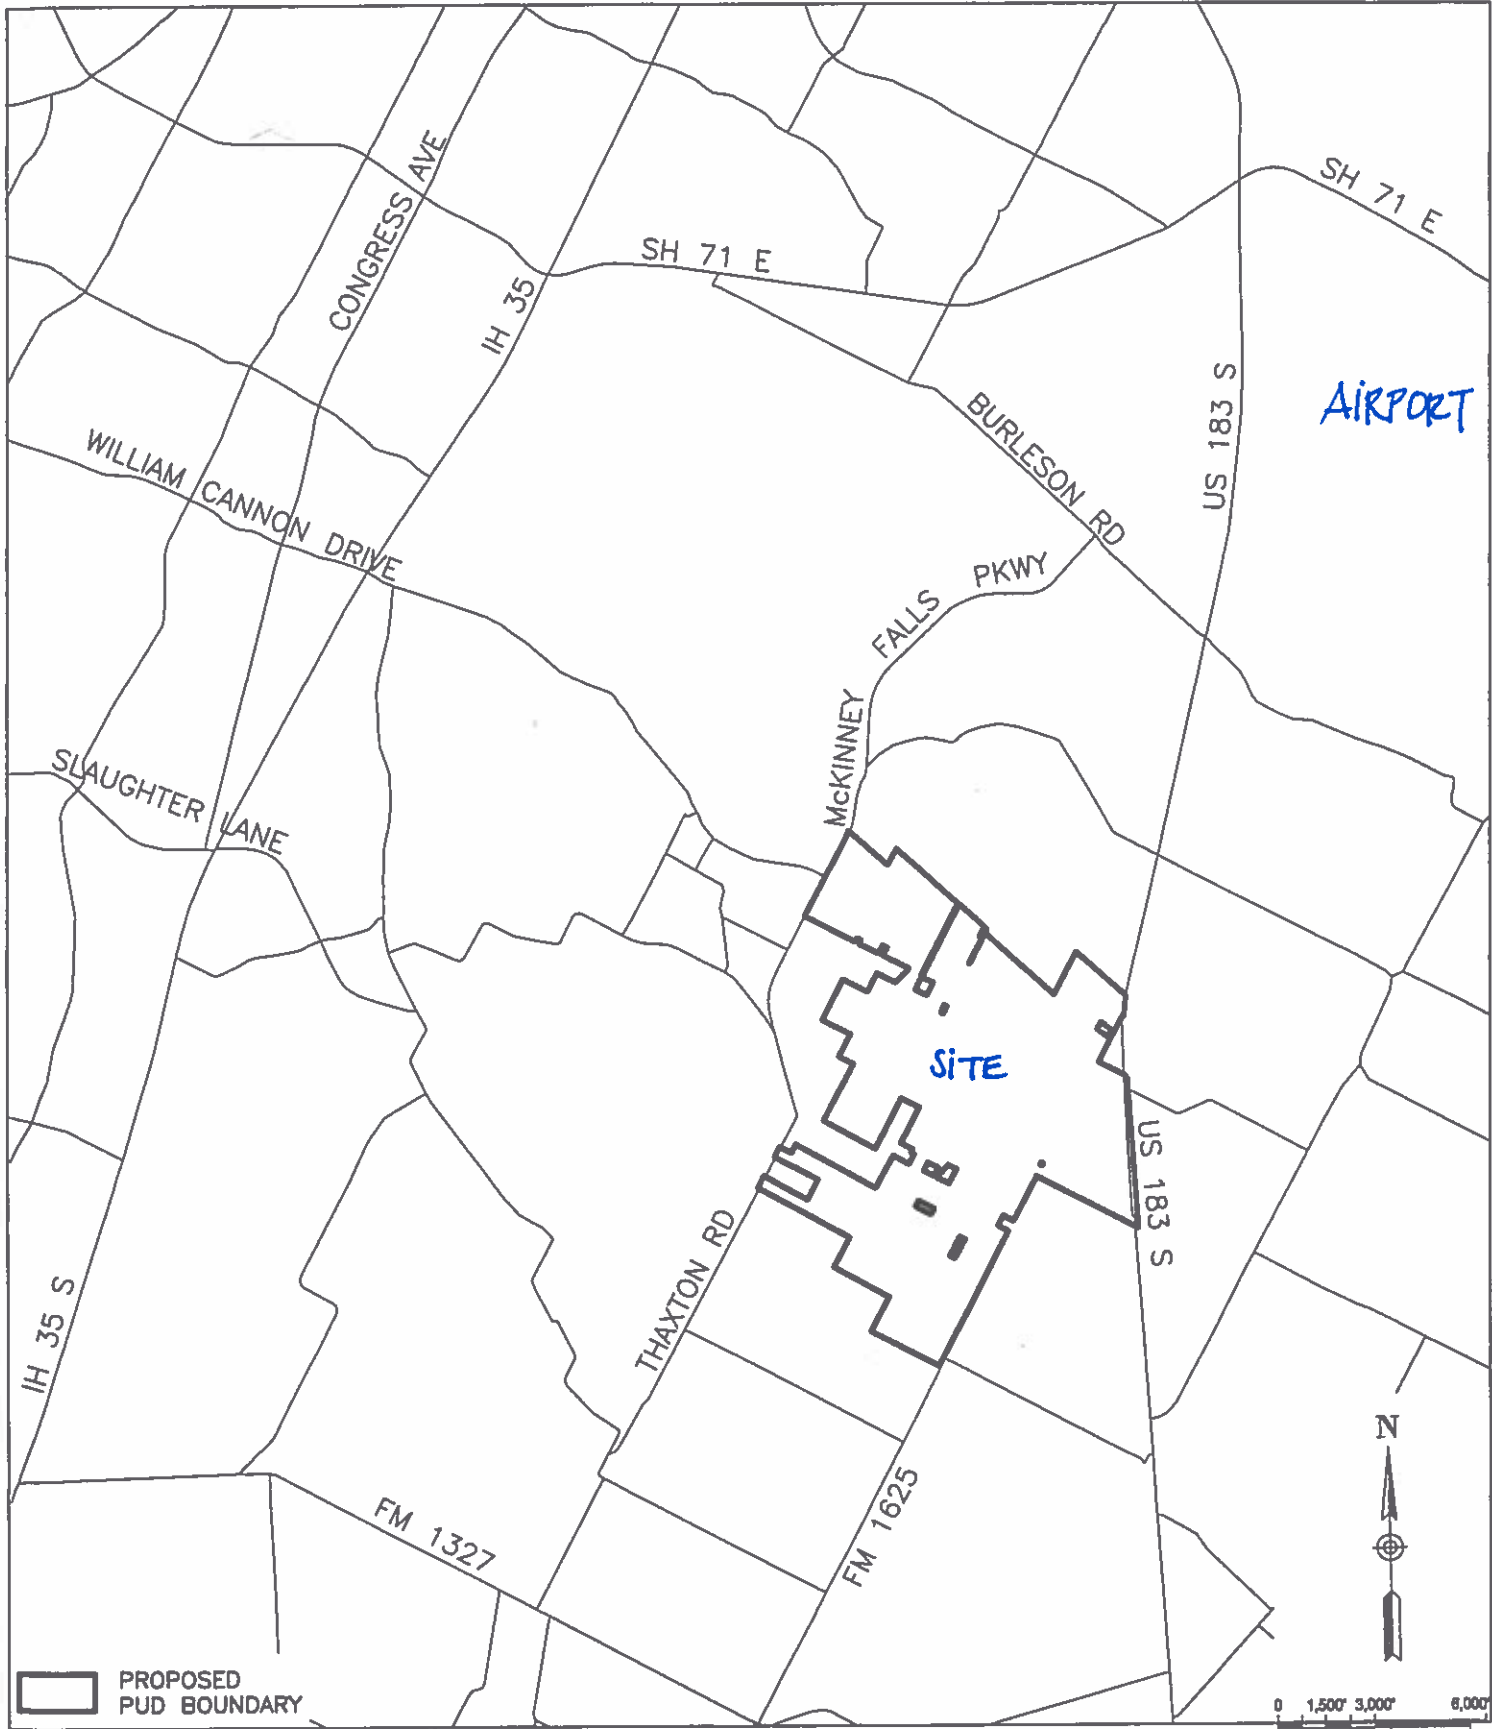 SH 71 E
CONGRESS AVE
SH 71 E
IH 35
US 183 S
AIRPORT
BURLESON RD
WILLIAM CANNON DRIVE
McKINNEY FALLS PKWY
SLAUGHTER LANE
SITE
US 183 S
THAXTON RD
IH 35 S
N
FM 1625
FM 1327
PROPOSED
PUD BOUNDARY
0 1,500' 3,000' 6,000'